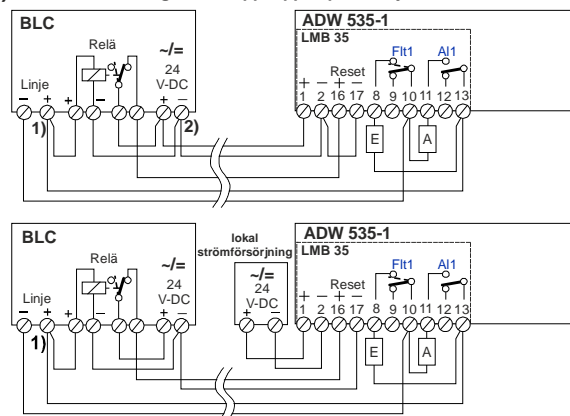 BLC
ADW 535-1
LMB 35
Relä
~/=
24
V-DC
Flt1
Al1
Linje
Reset
− + + − + −
+ − + −
1 2 16 17 8 9 10 11 12 13
1)
2)
E
A
BLC
lokal
strömförsörjning
ADW 535-1
LMB 35
Relä
~/=
24
V-DC
~/=
24
V-DC
Flt1
Al1
Linje
Reset
− + + − + −
+ −
+ − + −
1 2 16 17 8 9 10 11 12 13
1)
E
A